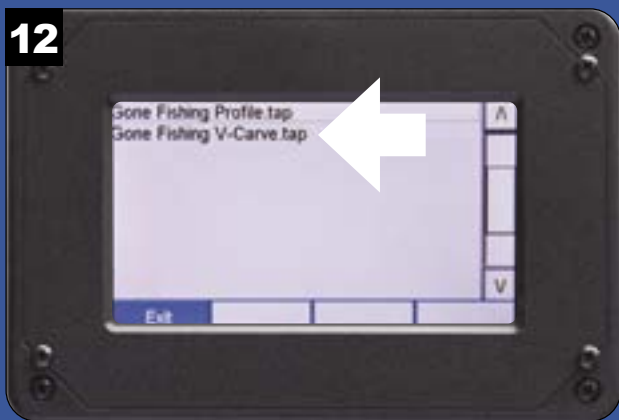 12
Gone Fishing Profile.tap
Gone Fishing V-Carve.tap
Λ
V
Exit